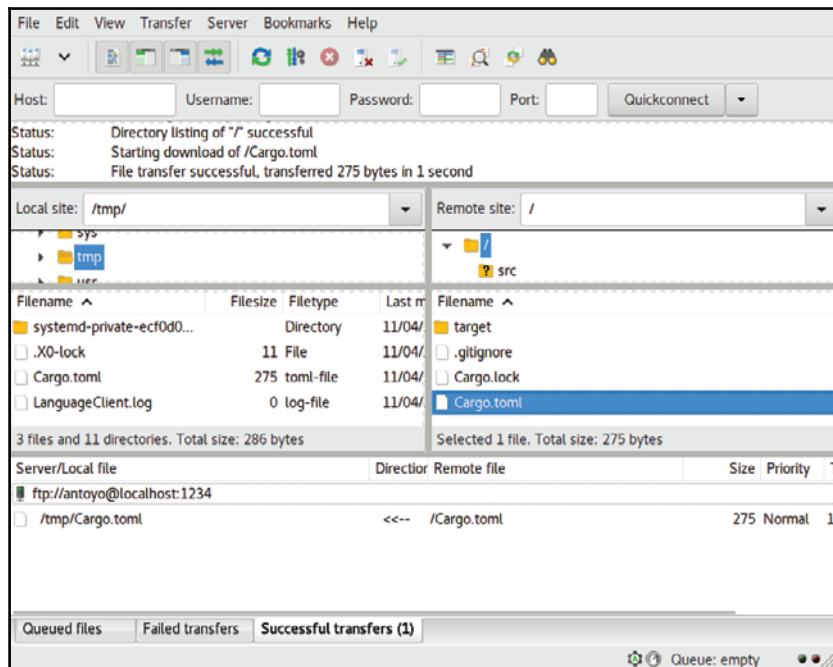 File Edit View Transfer Server Bookmarks Help
Host: Username: Password: Port: Quickconnect
Status: Directory listing of "/" successful
Status: Starting download of /Cargo.toml
Status: File transfer successful, transferred 275 bytes in 1 second
Local site: /tmp/
Remote site: /
sys
tmp
usr
/
src
Filename Filesize Filetype Last m
systemd-private-ecf0d0... Directory 11/04/
.X0-lock 11 File 11/04/
Cargo.toml 275 toml-file 11/04/
LanguageClient.log 0 log-file 11/04/
3 files and 11 directories. Total size: 286 bytes
Filename
target
.gitignore
Cargo.lock
Cargo.toml
Selected 1 file. Total size: 275 bytes
Server/Local file Direction Remote file Size Priority
ftp://antoyo@localhost:1234
/tmp/Cargo.toml <<-- /Cargo.toml 275 Normal 1
Queued files Failed transfers Successful transfers (1)
Queue: empty